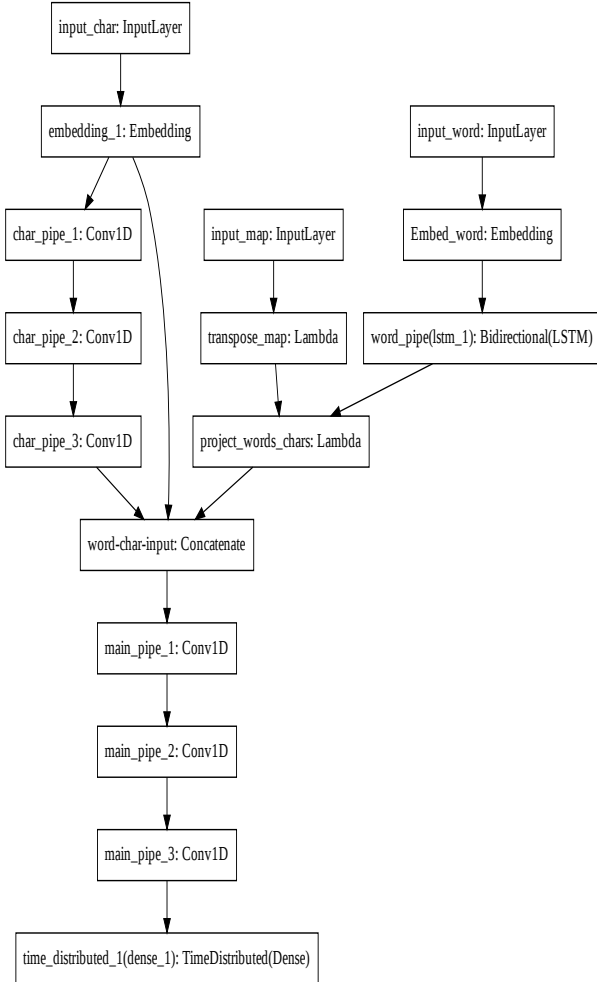 input_char: InputLayer
embedding_1: Embedding
input_word: InputLayer
char_pipe_1: Conv1D
input_map: InputLayer
Embed_word: Embedding
char_pipe_2: Conv1D
transpose_map: Lambda
word_pipe(lstm_1): Bidirectional(LSTM)
char_pipe_3: Conv1D
project_words_chars: Lambda
word-char-input: Concatenate
main_pipe_1: Conv1D
main_pipe_2: Conv1D
main_pipe_3: Conv1D
time_distributed_1(dense_1): TimeDistributed(Dense)